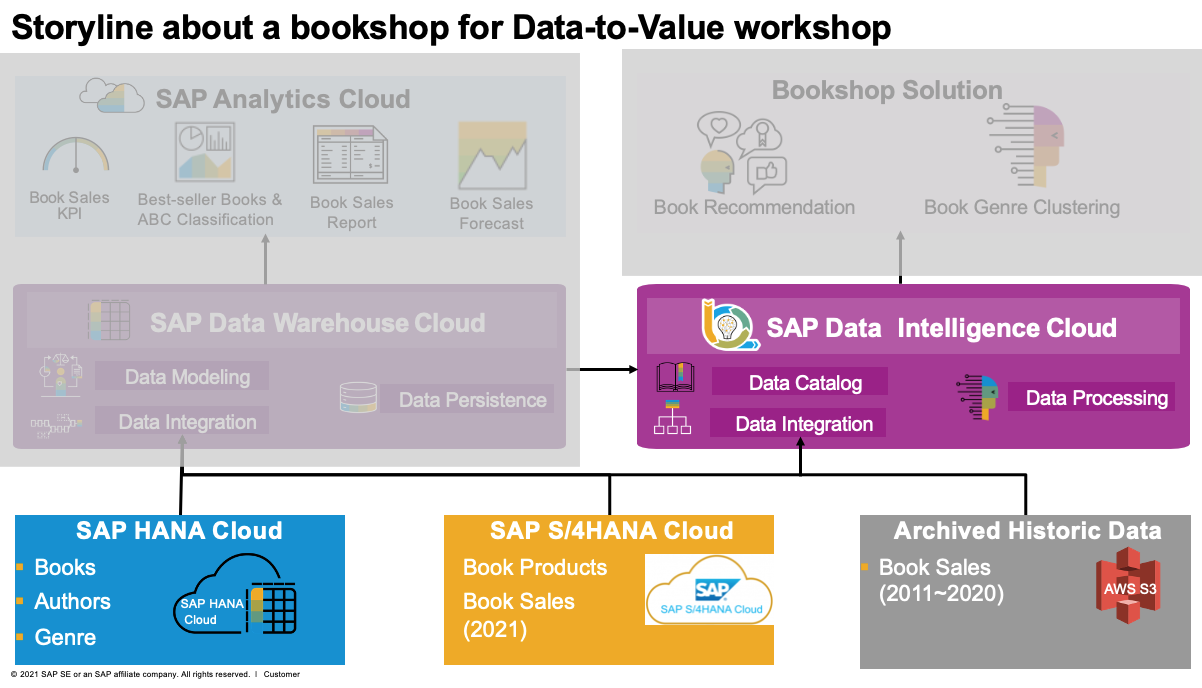 Storyline about a bookshop for Data-to-Value workshop
SAP Analytics Cloud
Book Sales
KPI
Best-seller Books &
ABC Classification
Book Sales
Report
Book Sales
Forecast
Bookshop Solution
Book Recommendation
Book Genre Clustering
SAP Data Warehouse Cloud
Data Modeling
Data Integration
Data Persistence
SAP Data Intelligence Cloud
Data Catalog
Data Integration
Data Processing
SAP HANA Cloud
Books
Authors
Genre
SAP HANA
Cloud
SAP S/4HANA Cloud
Book Products
Book Sales
(2021)
SAP
SAP S/4HANA Cloud
Archived Historic Data
Book Sales
(2011~2020)
AWS S3
© 2021 SAP SE or an SAP affiliate company. All rights reserved. I Customer